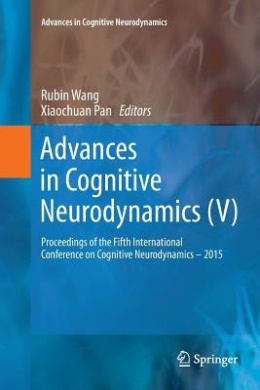 Advances in Cognitive Neurodynamics
Rubin Wang
Xiaochuan Pan Editors
Advances
in Cognitive
Neurodynamics (V)
Proceedings of the Fifth International
Conference on Cognitive Neurodynamics – 2015
Springer